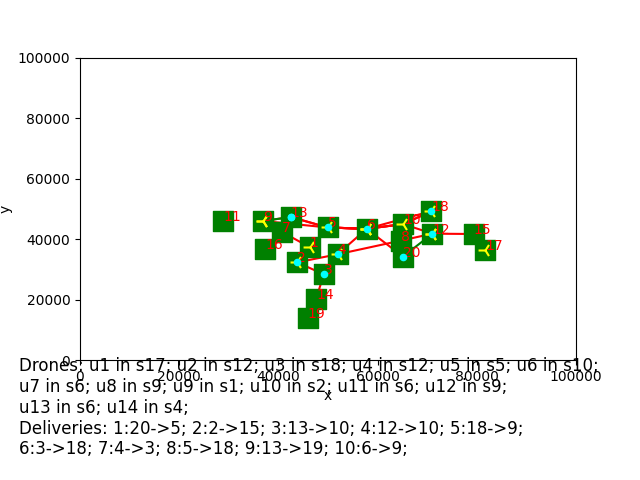 100000
80000
60000
40000
20000
0
y
11
3
18
15
17
14
19
0 20000 40000 60000 80000 100000
x
Drones: u1 in s17; u2 in s12; u3 in s18; u4 in s12; u5 in s5; u6 in s10;
u7 in s6; u8 in s9; u9 in s1; u10 in s2; u11 in s6; u12 in s9;
u13 in s6; u14 in s4;
Deliveries: 1:20->5; 2:2->15; 3:13->10; 4:12->10; 5:18->9;
6:3->18; 7:4->3; 8:5->18; 9:13->19; 10:6->9;